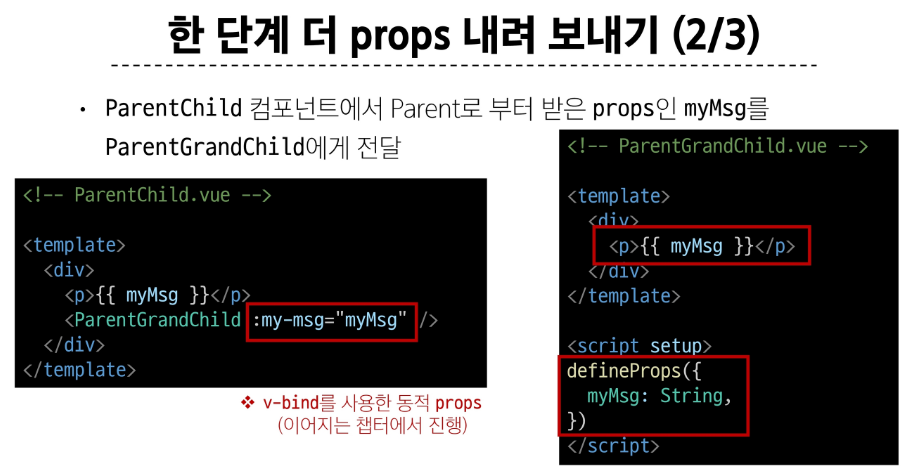 한 단계 더 props 내려 보내기 (2/3)
• ParentChild 컴포넌트에서 Parent로 부터 받은 props인 myMsg를
ParentGrandChild에게 전달
<!-- ParentChild.vue -->
<template>
  <div>
    <p>{{ myMsg }}</p>
    <ParentGrandChild :my-msg="myMsg" />
  </div>
</template>
❖ v-bind를 사용한 동적 props
(이어지는 챕터에서 진행)
<!-- ParentGrandChild.vue -->
<template>
  <div>
    <p>{{ myMsg }}</p>
  </div>
</template>
<script setup>
defineProps({
  myMsg: String,
})
</script>